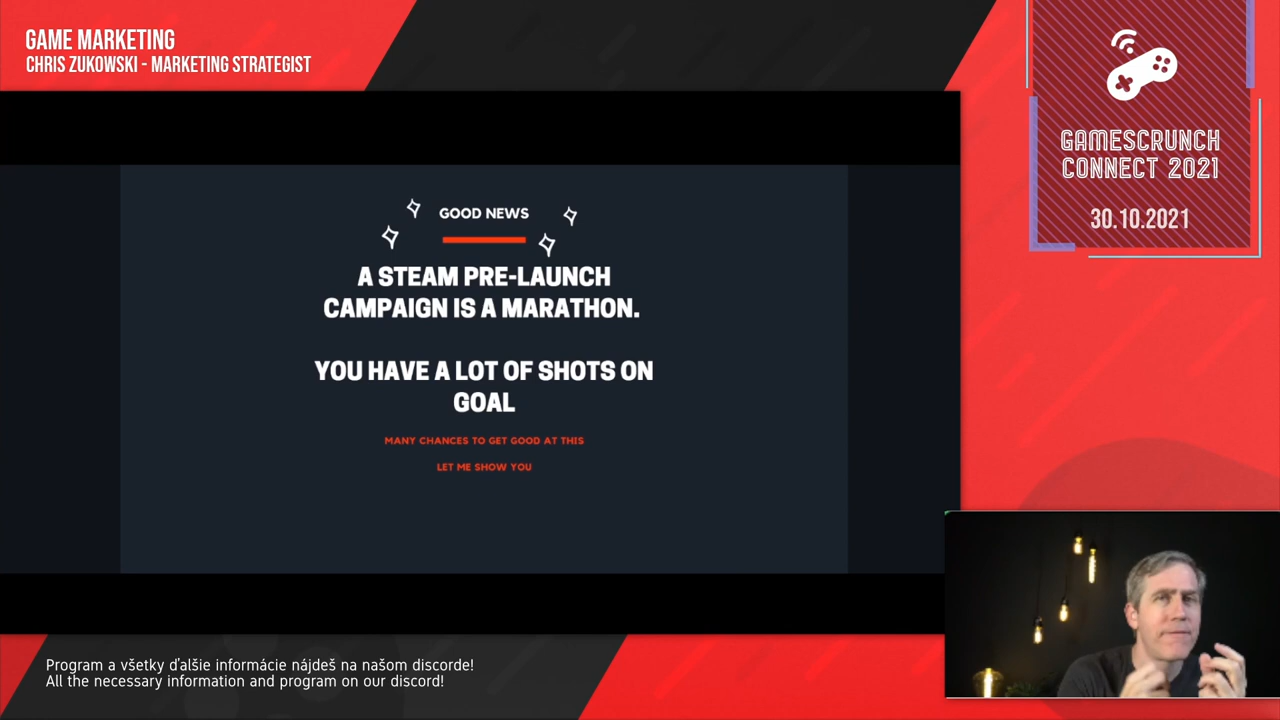 GAME MARKETING
CHRIS ZUKOWSKI - MARKETING STRATEGIST
GAMESCRUNCH
CONNECT 2021
30.10.2021
GOOD NEWS
A STEAM PRE-LAUNCH
CAMPAIGN IS A MARATHON.
YOU HAVE A LOT OF SHOTS ON
GOAL
MANY CHANCES TO GET GOOD AT THIS
LET ME SHOW YOU
Program a všetky ďalšie informácie nájdeš na našom discorde!
All the necessary information and program on our discord!